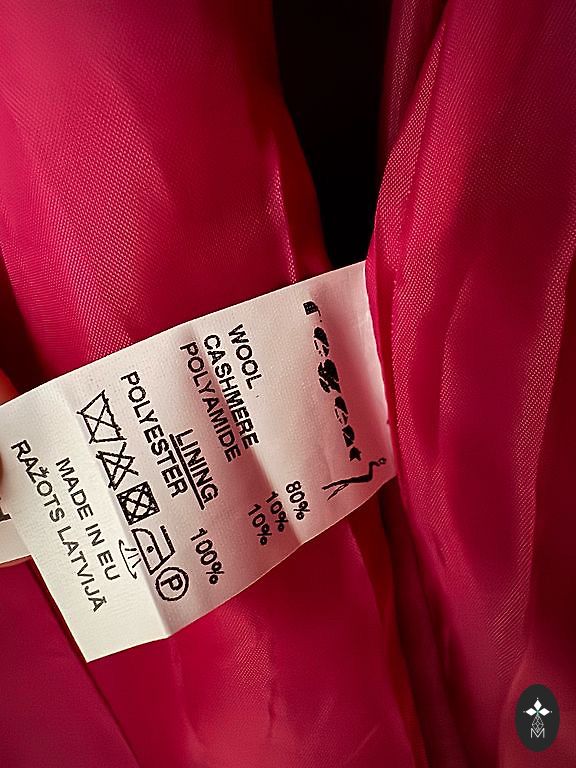 WOOL 80%
CASHMERE 10%
POLYAMIDE 10%
LINING
POLYESTER 100%
P
MADE IN EU
RAŽOTS LATVIJĀ
M